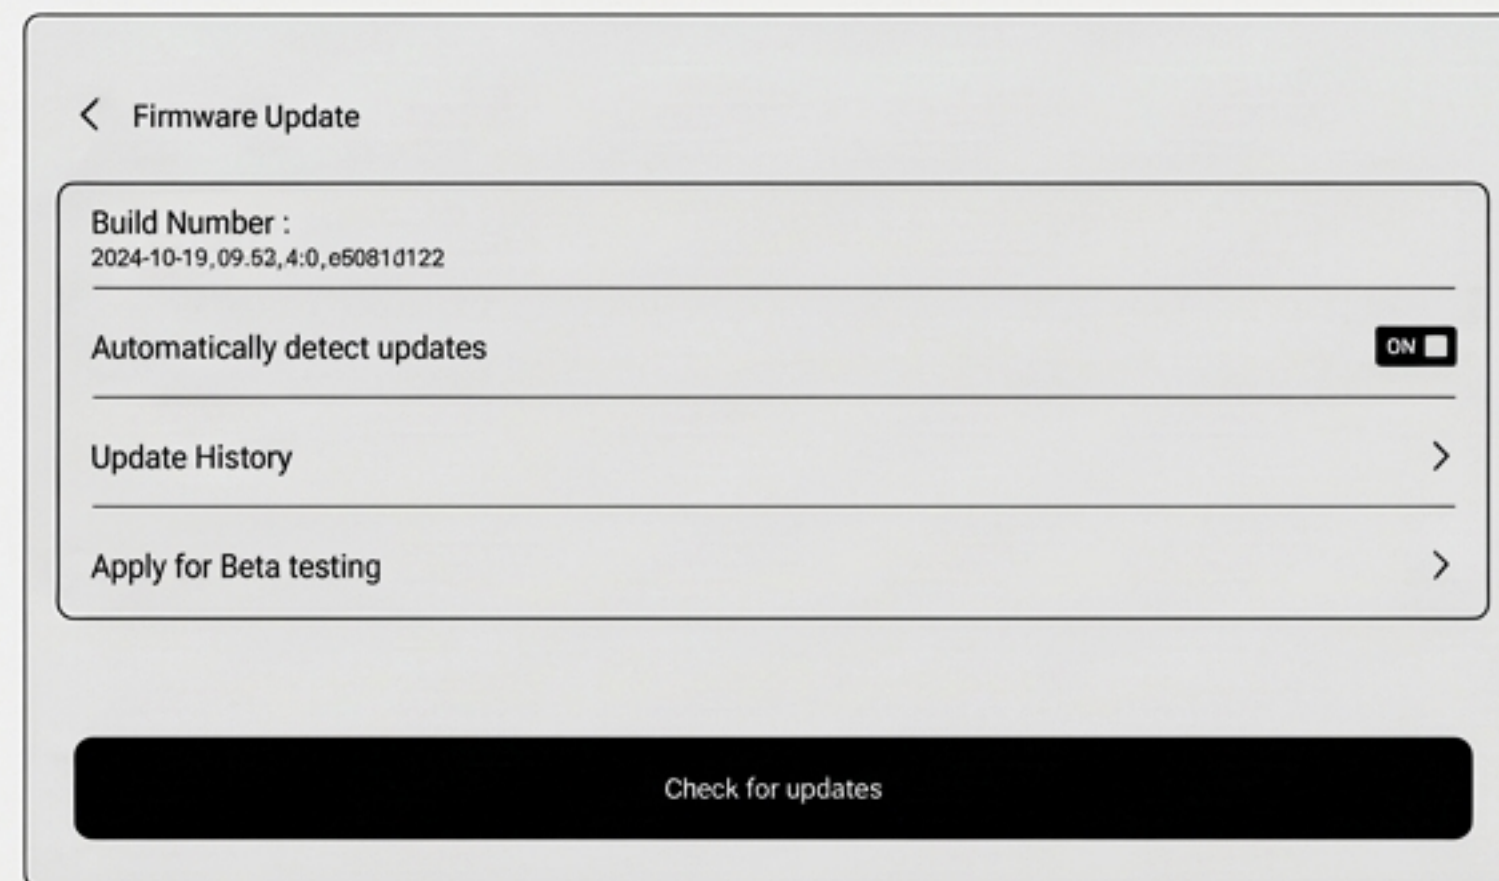 Firmware Update
Build Number :
2024-10-19,09.52,4:0,e5081d122
Automatically detect updates
ON
Update History
Apply for Beta testing
Check for updates